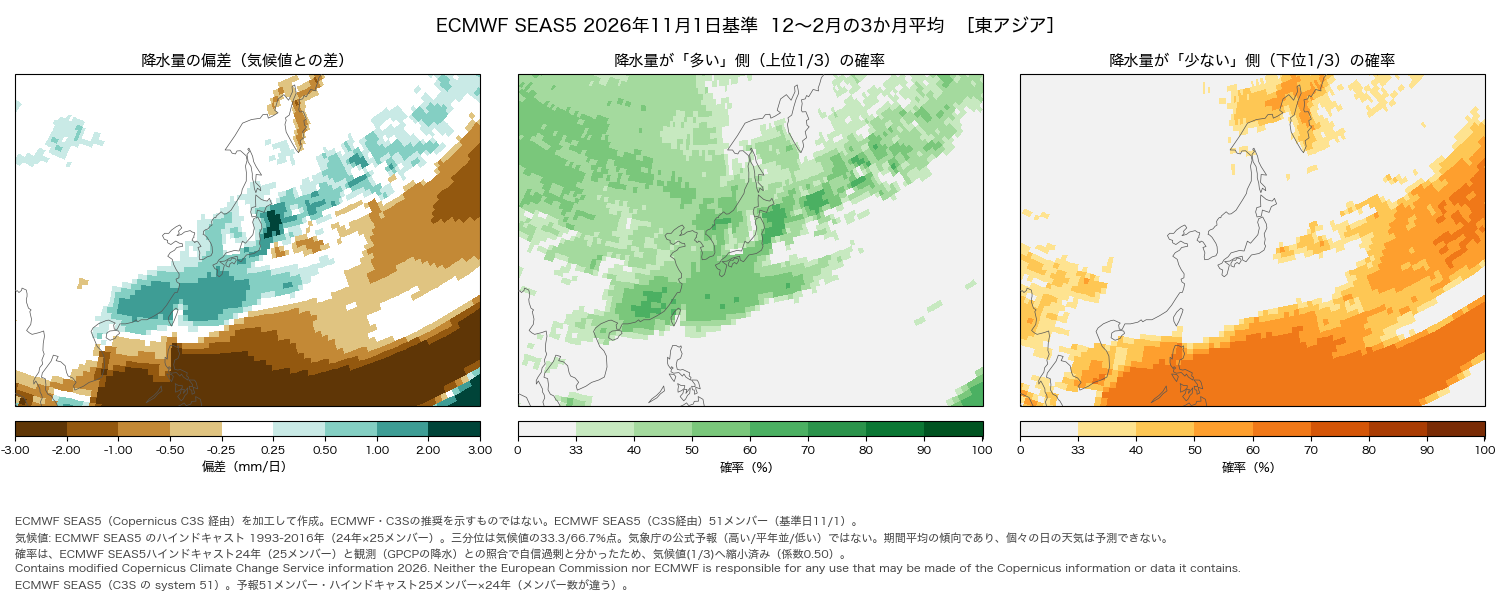 ECMWF SEAS5 2026年11月1日基準 12～2月の3か月平均 ［東アジア］
降水量の偏差（気候値との差）
降水量が「多い」側（上位1/3）の確率
降水量が「少ない」側（下位1/3）の確率
-3.00 -2.00 -1.00 -0.50 -0.25 0.25 0.50 1.00 2.00 3.00
偏差（mm/日）
0 33 40 50 60 70 80 90 100
確率（%）
0 33 40 50 60 70 80 90 100
確率（%）
ECMWF SEAS5（Copernicus C3S 経由）を加工して作成。ECMWF・C3Sの推奨を示すものではない。ECMWF SEAS5（C3S経由）51メンバー（基準日11/1）。
気候値: ECMWF SEAS5 のハインドキャスト 1993-2016年（24年×25メンバー）。三分位は気候値の33.3/66.7%点。気象庁の公式予報（高い/平年並/低い）ではない。期間平均の傾向であり、個々の日の天気は予測できない。
確率は、ECMWF SEAS5ハインドキャスト24年（25メンバー）と観測（GPCPの降水）との照合で自信過剰と分かったため、気候値(1/3)へ縮小済み（係数0.50）。
Contains modified Copernicus Climate Change Service information 2026. Neither the European Commission nor ECMWF is responsible for any use that may be made of the Copernicus information or data it contains.
ECMWF SEAS5（C3S の system 51）。予報51メンバー・ハインドキャスト25メンバー×24年（メンバー数が違う）。